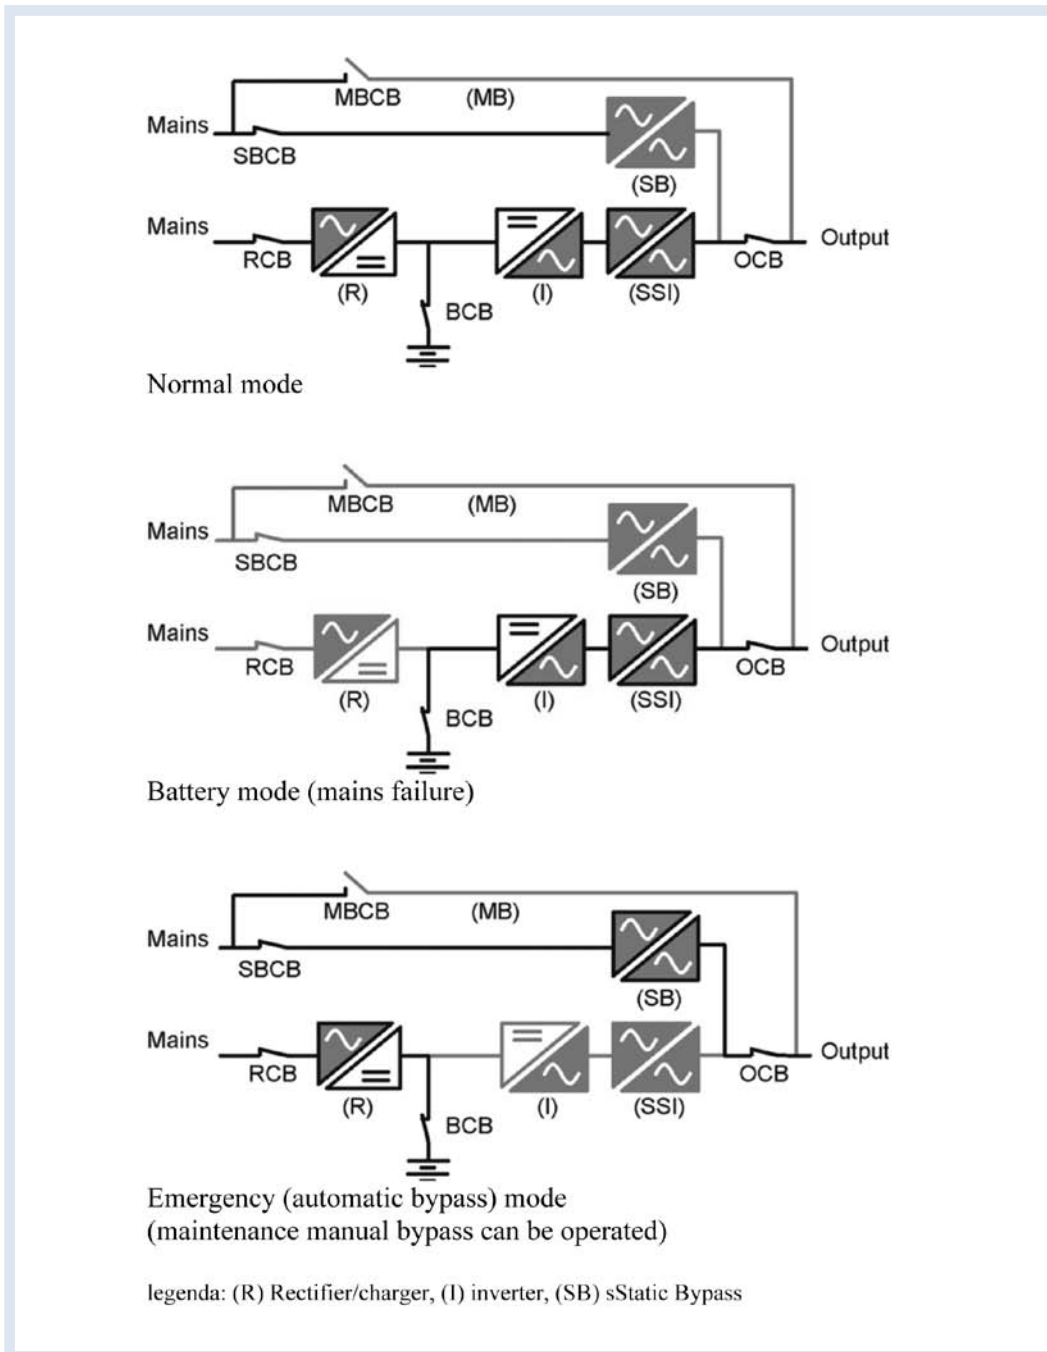 MBCB (MB)
Mains
SBCB
(SB)
Mains
Output
RCB
OCB
(R)
(I)
(SSI)
BCB
Normal mode
MBCB (MB)
Mains
SBCB
(SB)
Mains
Output
RCB
OCB
(R)
(I)
(SSI)
BCB
Battery mode (mains failure)
MBCB (MB)
Mains
SBCB
(SB)
Mains
Output
RCB
OCB
(R)
(I)
(SSI)
BCB
Emergency (automatic bypass) mode
(maintenance manual bypass can be operated)
legenda: (R) Rectifier/charger, (I) inverter, (SB) sStatic Bypass